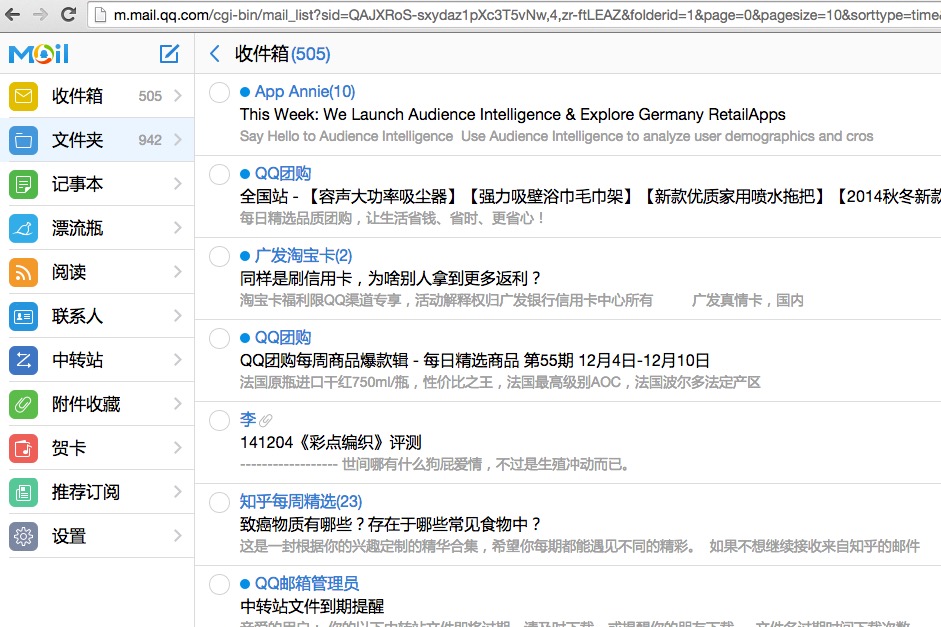 m.mail.qq.com/cgi-bin/mail_list?sid=QAJXRoS-sxydaz1pXc3T5vNw,4,zr-ftLEAZ&folderid=1&page=0&pagesize=10&sorttype=time
Mail
收件箱 505
文件夹 942
记事本
漂流瓶
阅读
联系人
中转站
附件收藏
贺卡
推荐订阅
设置
收件箱(505)
App Annie(10)
This Week: We Launch Audience Intelligence & Explore Germany RetailApps
Say Hello to Audience Intelligence Use Audience Intelligence to analyze user demographics and cros
QQ团购
全国站 - 【容声大功率吸尘器】【强力吸壁浴巾毛巾架】【新款优质家用喷水拖把】【2014秋冬新款
每日精选品质团购，让生活省钱、省时、更省心！
广发淘宝卡(2)
同样是刷信用卡，为啥别人拿到更多返利？
淘宝卡福利限QQ渠道专享，活动解释权归广发银行信用卡中心所有 广发真情卡，国内
QQ团购
QQ团购每周商品爆款辑 - 每日精选商品 第55期 12月4日-12月10日
法国原瓶进口干红750ml/瓶，性价比之王，法国最高级别AOC，法国波尔多法定产区
李
141204《彩点编织》评测
------------------ 世间哪有什么狗屁爱情，不过是生殖冲动而已。
知乎每周精选(23)
致癌物质有哪些？存在于哪些常见食物中？
这是一封根据你的兴趣定制的精华合集，希望你每期都能遇见不同的精彩。 如果不想继续接收来自知乎的邮件
QQ邮箱管理员
中转站文件到期提醒